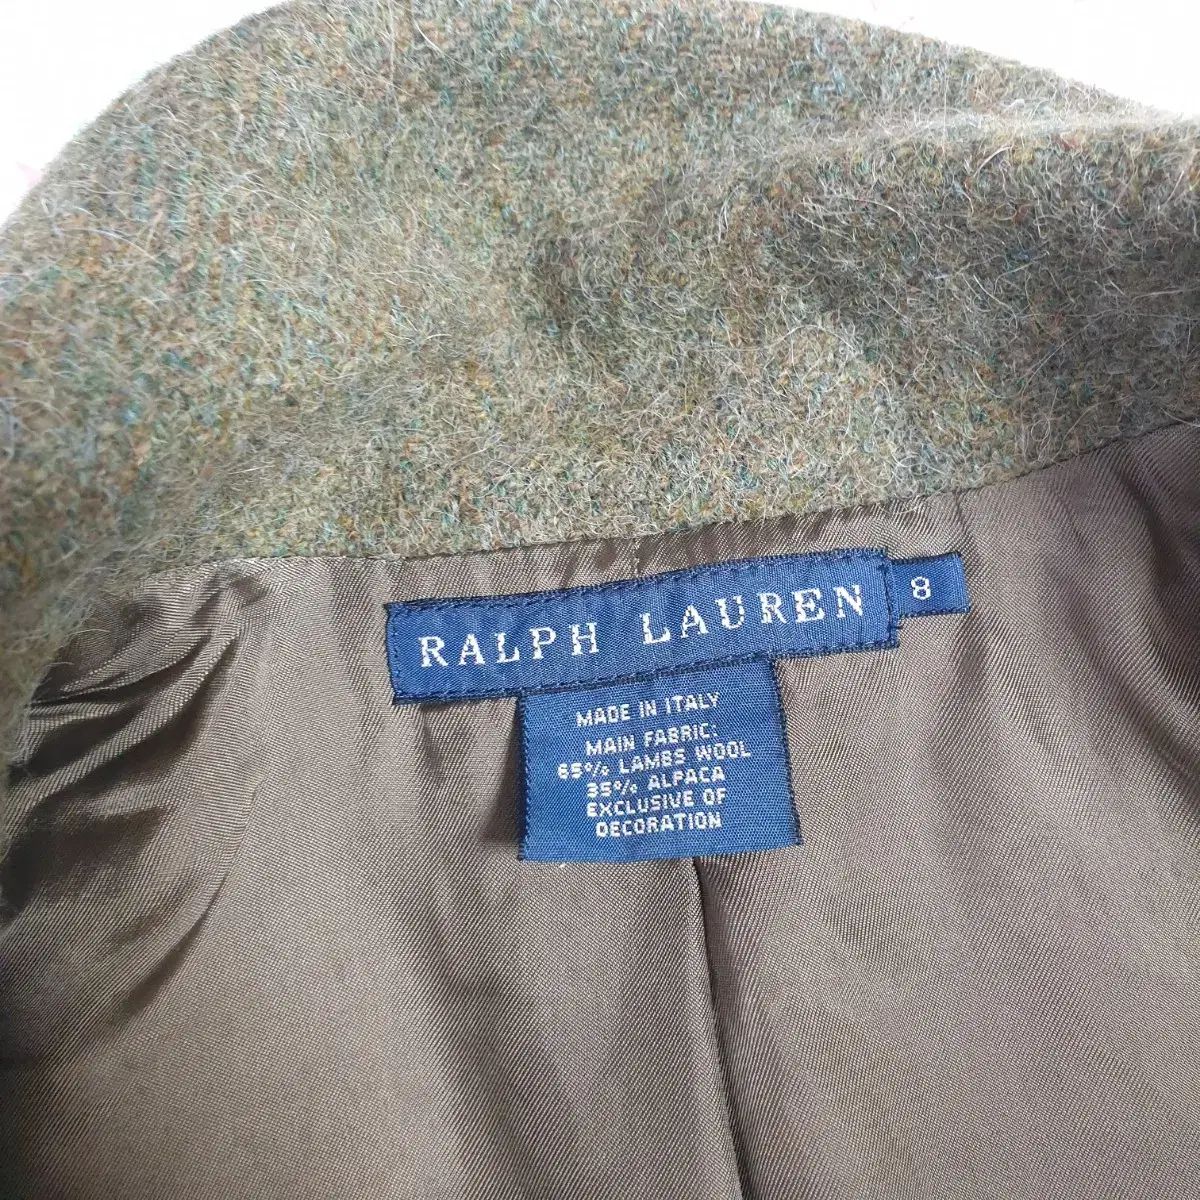 RALPH LAUREN
8
MADE IN ITALY
MAIN FABRIC:
65% LAMBS WOOL
35% ALPACA
EXCLUSIVE OF
DECORATION